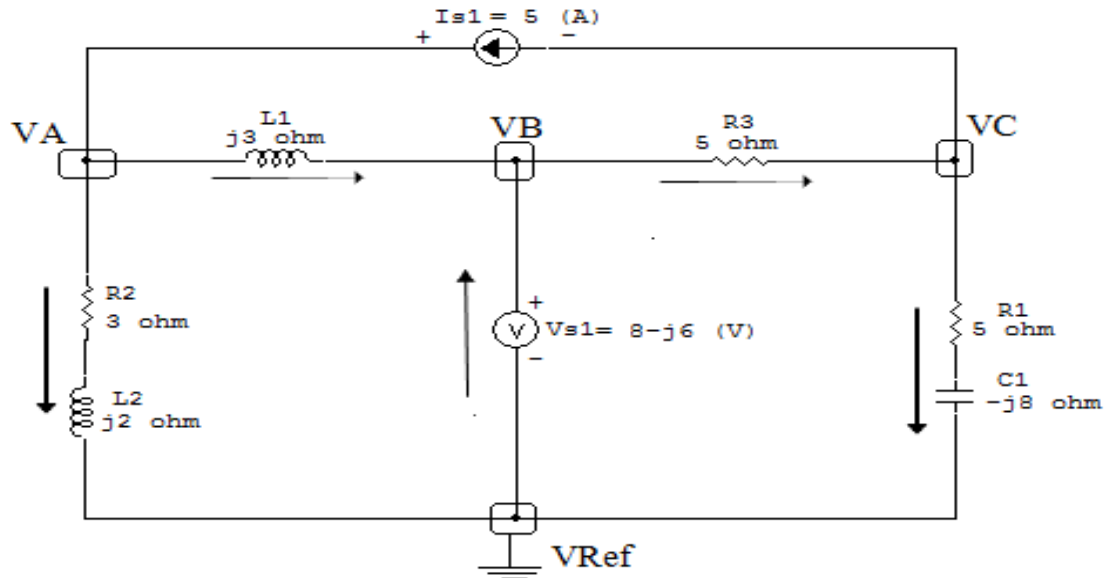 Is1 = 5 (A)
+ -
VA
L1
j3 ohm
VB
R3
5 ohm
VC
R2
3 ohm
L2
j2 ohm
+
V
Vs1= 8-j6 (V)
-
R1
5 ohm
C1
-j8 ohm
VRef